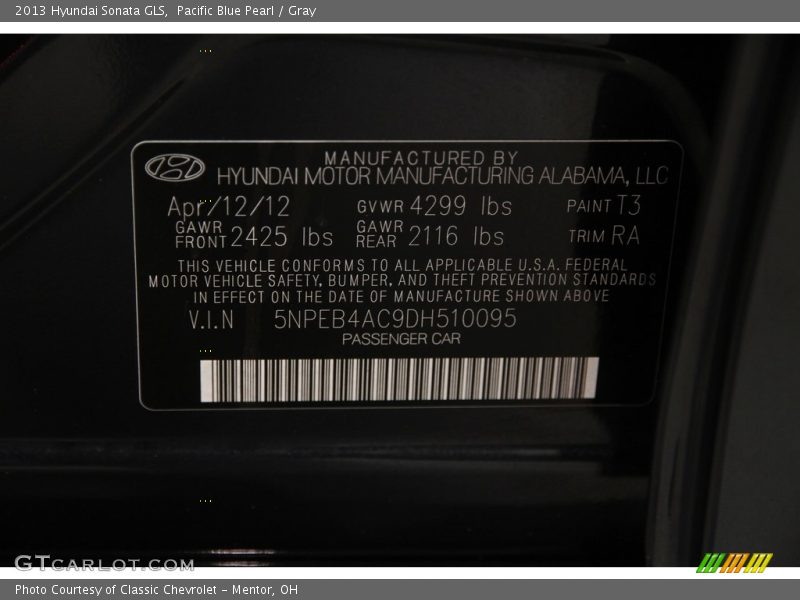 2013 Hyundai Sonata GLS, Pacific Blue Pearl / Gray
MANUFACTURED BY
HYUNDAI MOTOR MANUFACTURING ALABAMA, LLC
Apr/12/12 GVWR 4299 lbs PAINT T3
GAWR FRONT 2425 lbs GAWR REAR 2116 lbs TRIM RA
THIS VEHICLE CONFORMS TO ALL APPLICABLE U.S.A. FEDERAL
MOTOR VEHICLE SAFETY, BUMPER, AND THEFT PREVENTION STANDARDS
IN EFFECT ON THE DATE OF MANUFACTURE SHOWN ABOVE
V.I.N 5NPEB4AC9DH510095
PASSENGER CAR
GTCARLOT.COM
Photo Courtesy of Classic Chevrolet - Mentor, OH